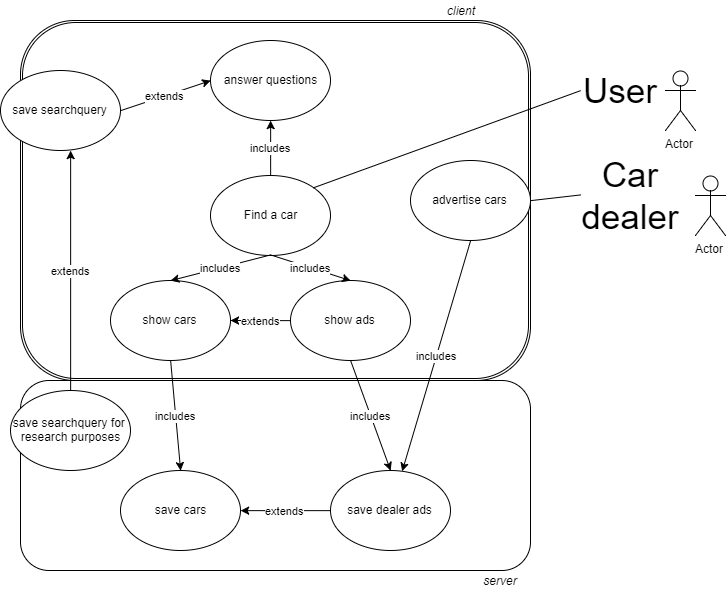 client
answer questions
User
extends
save searchquery
Actor
includes
Car
dealer
advertise cars
Find a car
Actor
includes
includes
extends
show cars
extends
show ads
includes
includes
includes
save searchquery for
research purposes
save cars
extends
save dealer ads
server